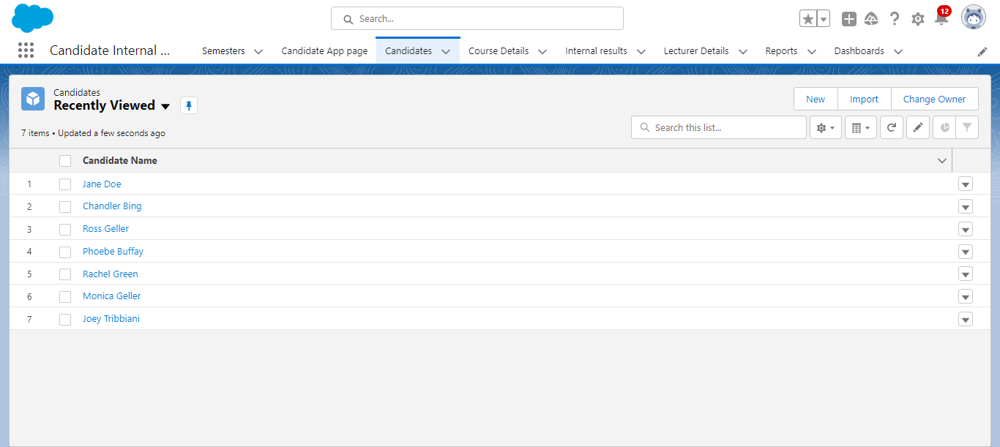 Search...
12
Candidate Internal ...
Semesters
Candidate App page
Candidates
Course Details
Internal results
Lecturer Details
Reports
Dashboards
Candidates
Recently Viewed
New
Import
Change Owner
7 items • Updated a few seconds ago
Search this list...
Candidate Name
1 Jane Doe
2 Chandler Bing
3 Ross Geller
4 Phoebe Buffay
5 Rachel Green
6 Monica Geller
7 Joey Tribbiani